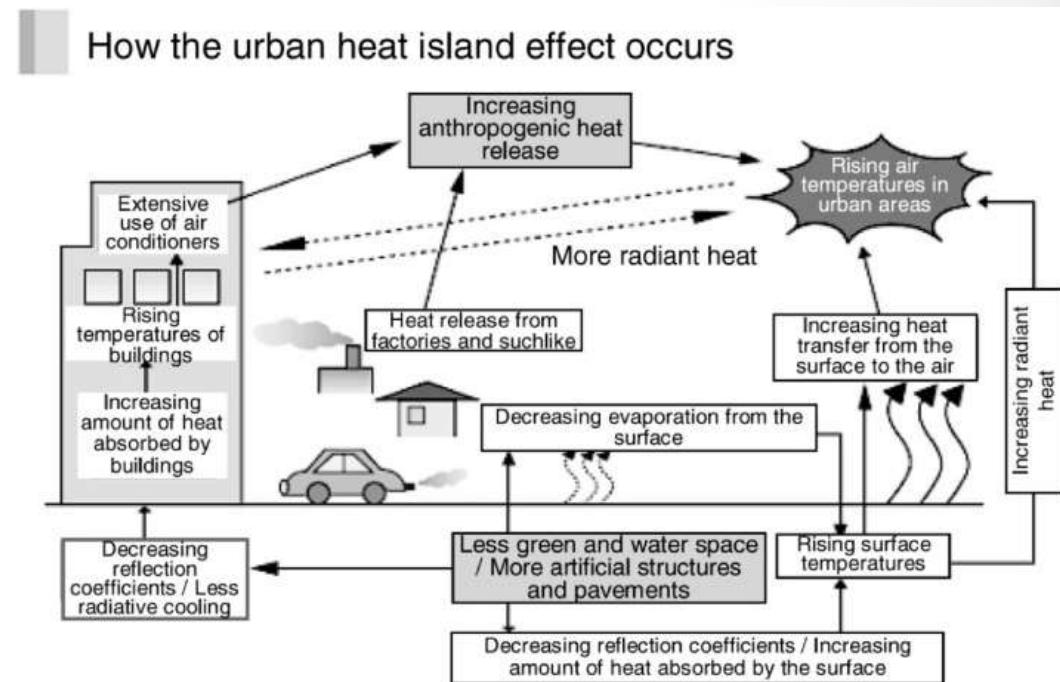 How the urban heat island effect occurs
Increasing
anthropogenic heat
release
Rising air
temperatures in
urban areas
Extensive
use of air
conditioners
More radiant heat
Rising
temperatures of
buildings
Heat release from
factories and suchlike
Increasing heat
transfer from the
surface to the air
Increasing radiant
heat
Increasing
amount of heat
absorbed by
buildings
Decreasing evaporation from the
surface
Decreasing
reflection
coefficients / Less
radiative cooling
Less green and water space
/ More artificial structures
and pavements
Rising surface
temperatures
Decreasing reflection coefficients / Increasing
amount of heat absorbed by the surface